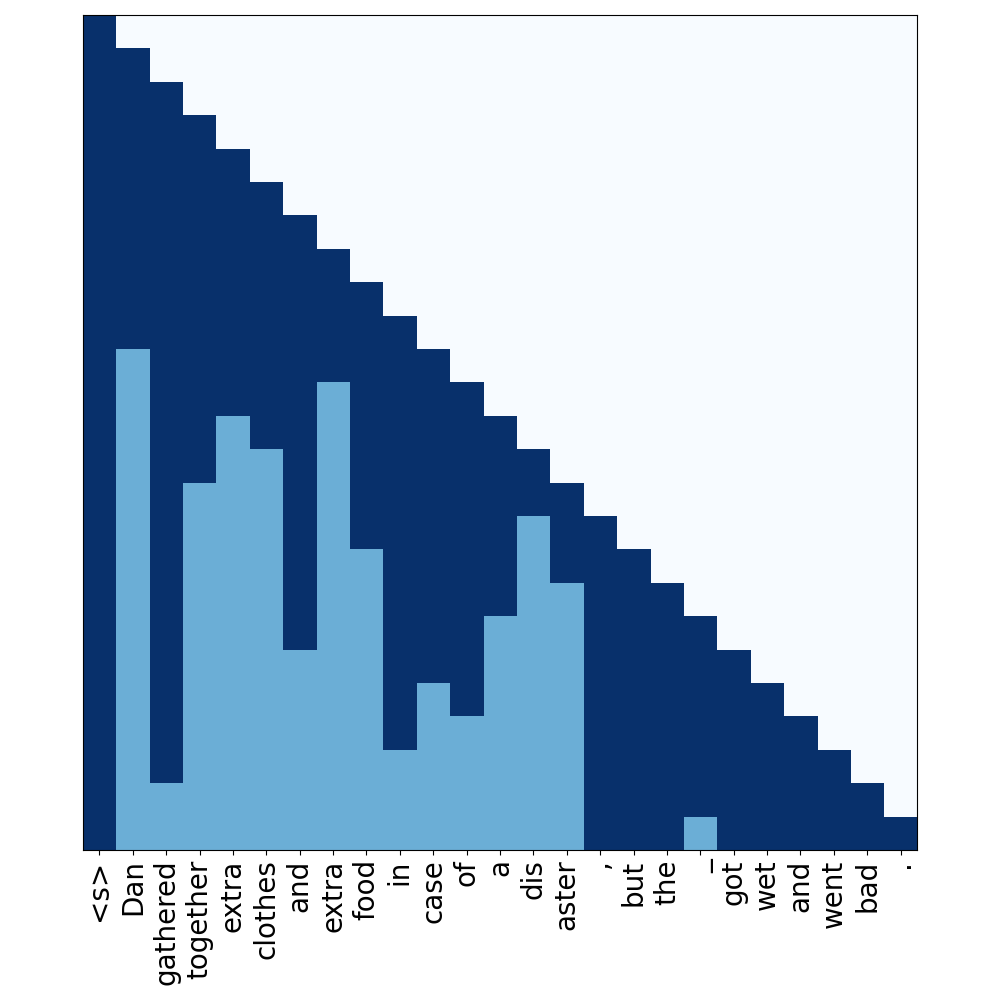 <s>
Dan
gathered
together
extra
clothes
and
extra
food
in
case
of
a
dis
aster
,
but
the
_
got
wet
and
went
bad
.